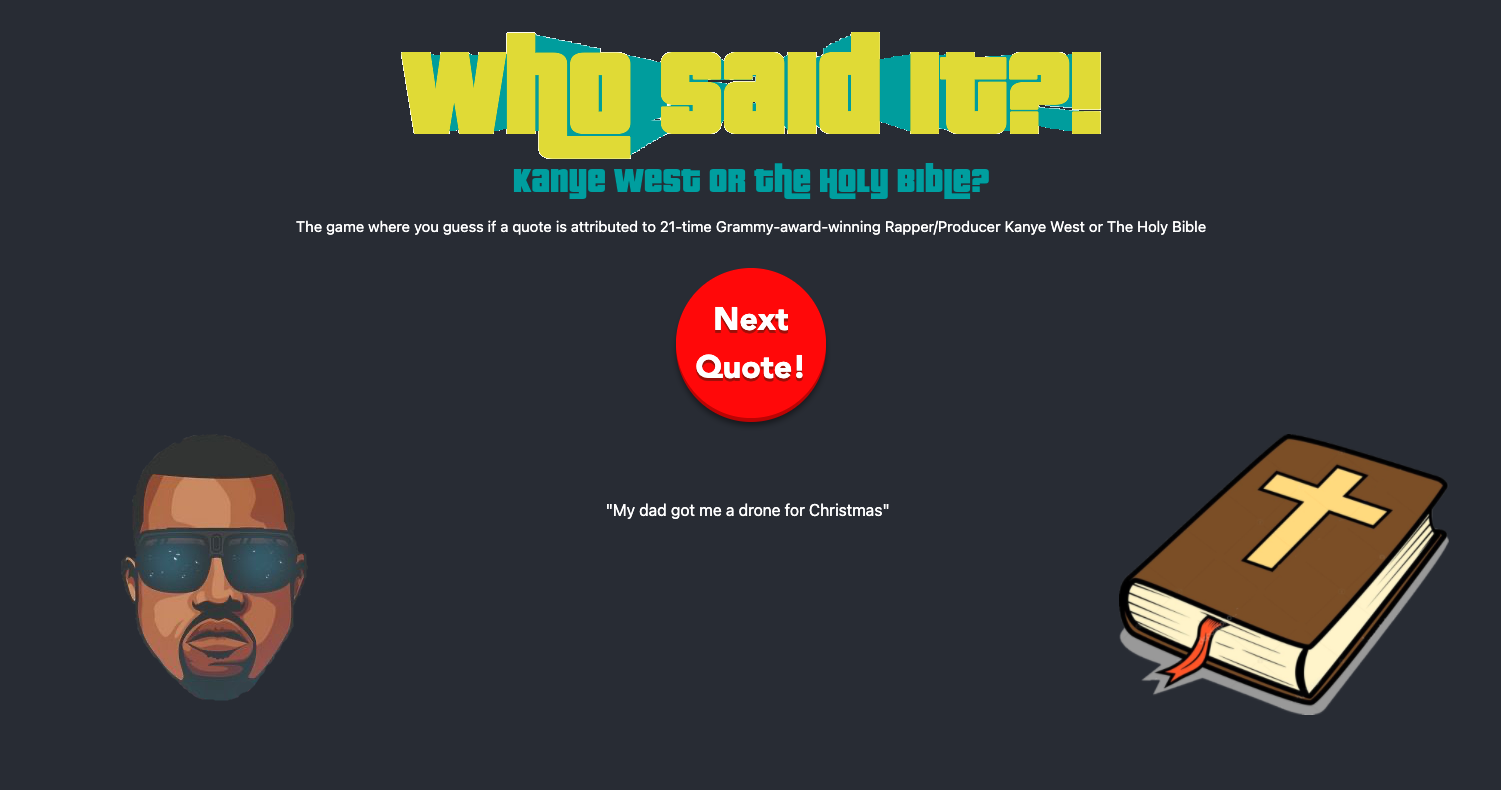 who said it?!
Kanye West or the Holy Bible?
The game where you guess if a quote is attributed to 21-time Grammy-award-winning Rapper/Producer Kanye West or The Holy Bible
Next
Quote!
"My dad got me a drone for Christmas"